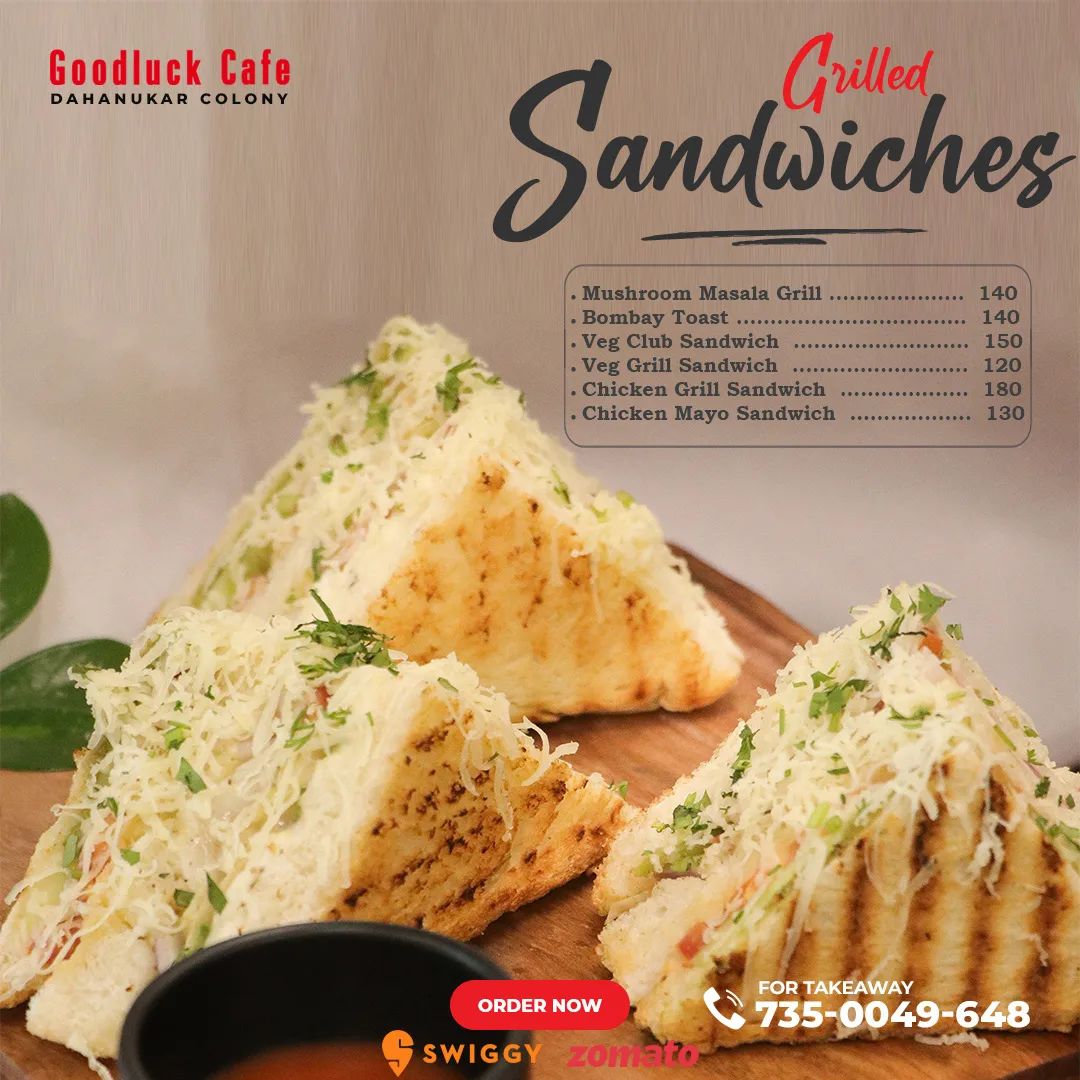 Goodluck Cafe
DAHANUKAR COLONY
Grilled
Sandwiches
. Mushroom Masala Grill .................... 140
. Bombay Toast .................................. 140
. Veg Club Sandwich .......................... 150
. Veg Grill Sandwich .......................... 120
. Chicken Grill Sandwich ................... 180
. Chicken Mayo Sandwich .................. 130
ORDER NOW
FOR TAKEAWAY
735-0049-648
SWIGGY zomato